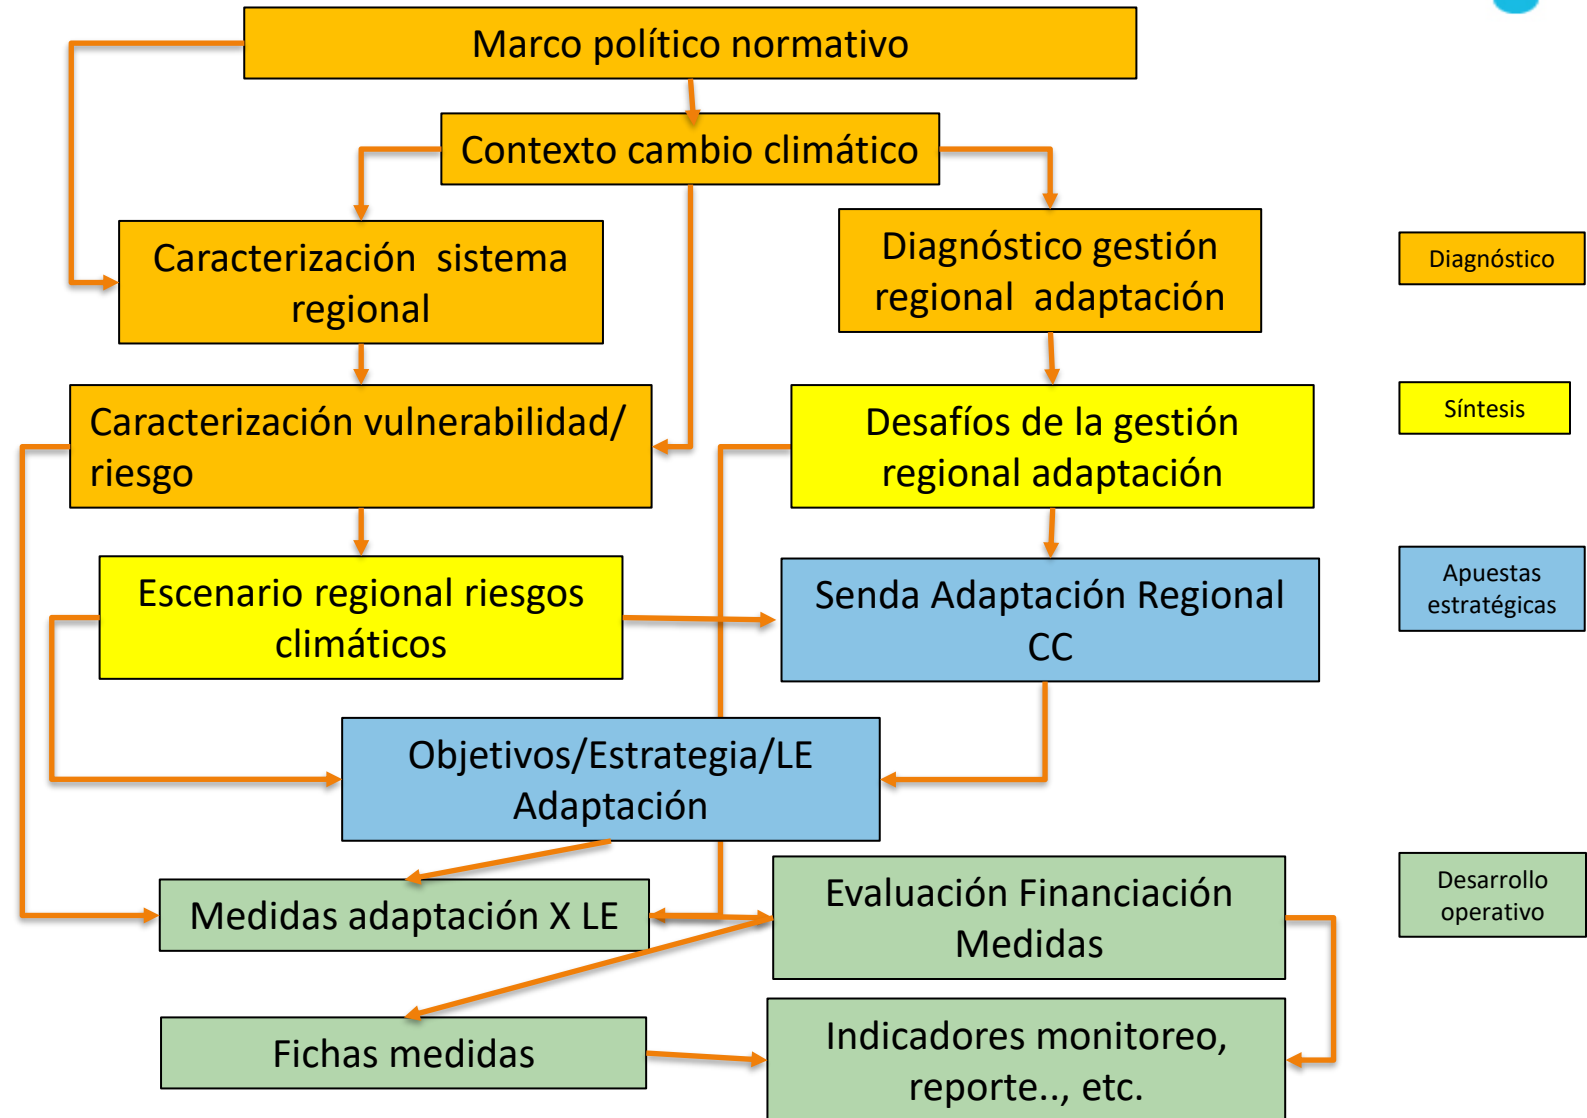 Marco político normativo
Contexto cambio climático
Caracterización sistema
regional
Diagnóstico gestión
regional adaptación
Diagnóstico
Caracterización vulnerabilidad/
riesgo
Desafíos de la gestión
regional adaptación
Síntesis
Escenario regional riesgos
climáticos
Senda Adaptación Regional
CC
Apuestas
estratégicas
Objetivos/Estrategia/LE
Adaptación
Medidas adaptación X LE
Evaluación Financiación
Medidas
Desarrollo
operativo
Fichas medidas
Indicadores monitoreo,
reporte.., etc.